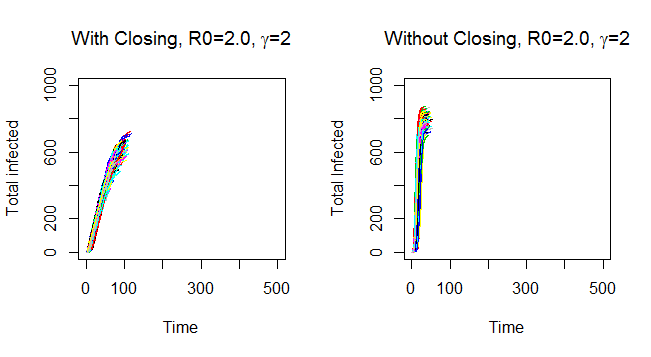 With Closing, R0=2.0, γ=2
Total infected
0 200 600 1000
0 100 300 500
Time
Without Closing, R0=2.0, γ=2
Total infected
0 200 600 1000
0 100 300 500
Time